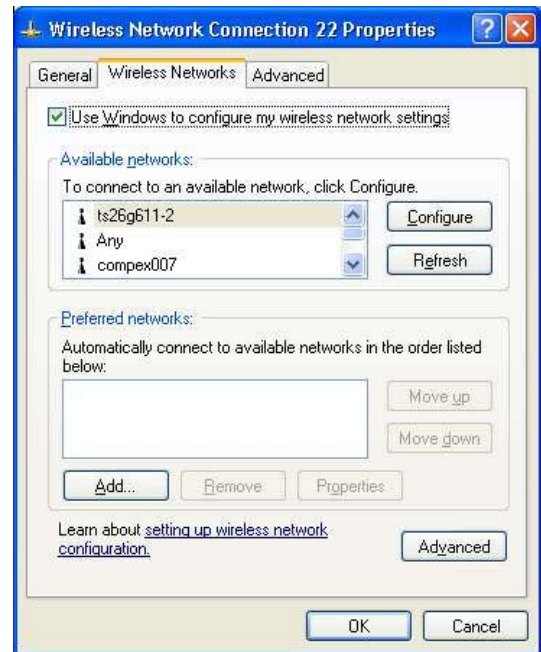 Wireless Network Connection 22 Properties
General Wireless Networks Advanced
Use Windows to configure my wireless network settings
Available networks:
To connect to an available network, click Configure.
ts26g611-2
Any
compex007
Configure
Refresh
Preferred networks:
Automatically connect to available networks in the order listed
below:
Move up
Move down
Add... Remove Properties
Learn about setting up wireless network
configuration.
Advanced
OK Cancel